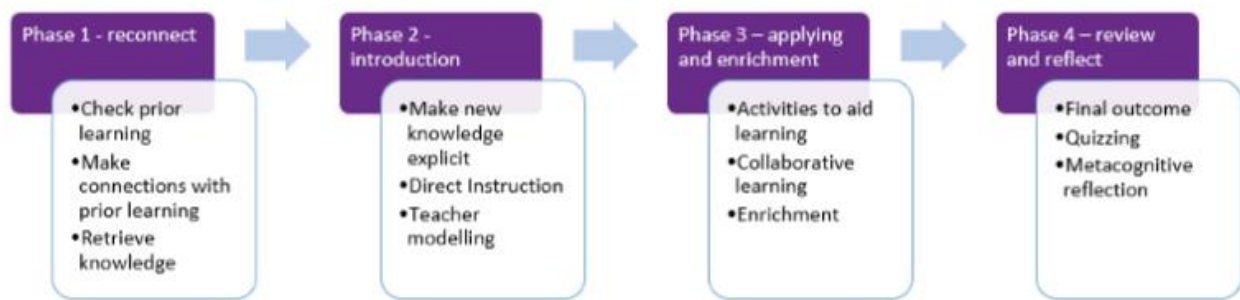 Phase 1 - reconnect
•Check prior
learning
•Make
connections with
prior learning
•Retrieve
knowledge
Phase 2 -
introduction
•Make new
knowledge
explicit
•Direct Instruction
•Teacher
modelling
Phase 3 – applying
and enrichment
•Activities to aid
learning
•Collaborative
learning
•Enrichment
Phase 4 – review
and reflect
•Final outcome
•Quizzing
•Metacognitive
reflection